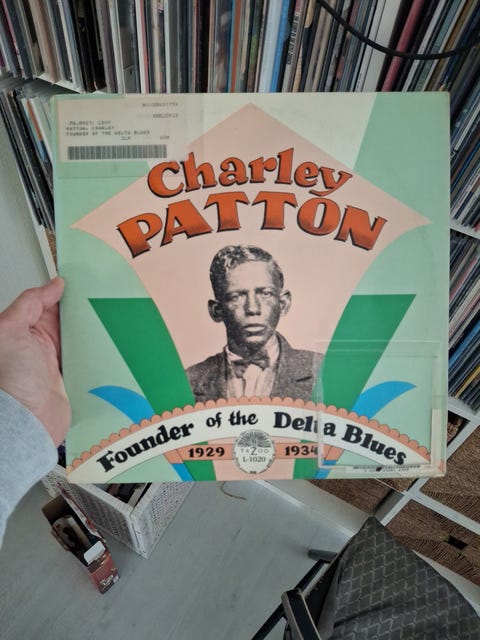 PATTON, CHARLEY
FOUNDER OF THE DELTA BLUES
Charley
PATTON
Founder of the Delta Blues
1929 1934
YAZOO
L-1020